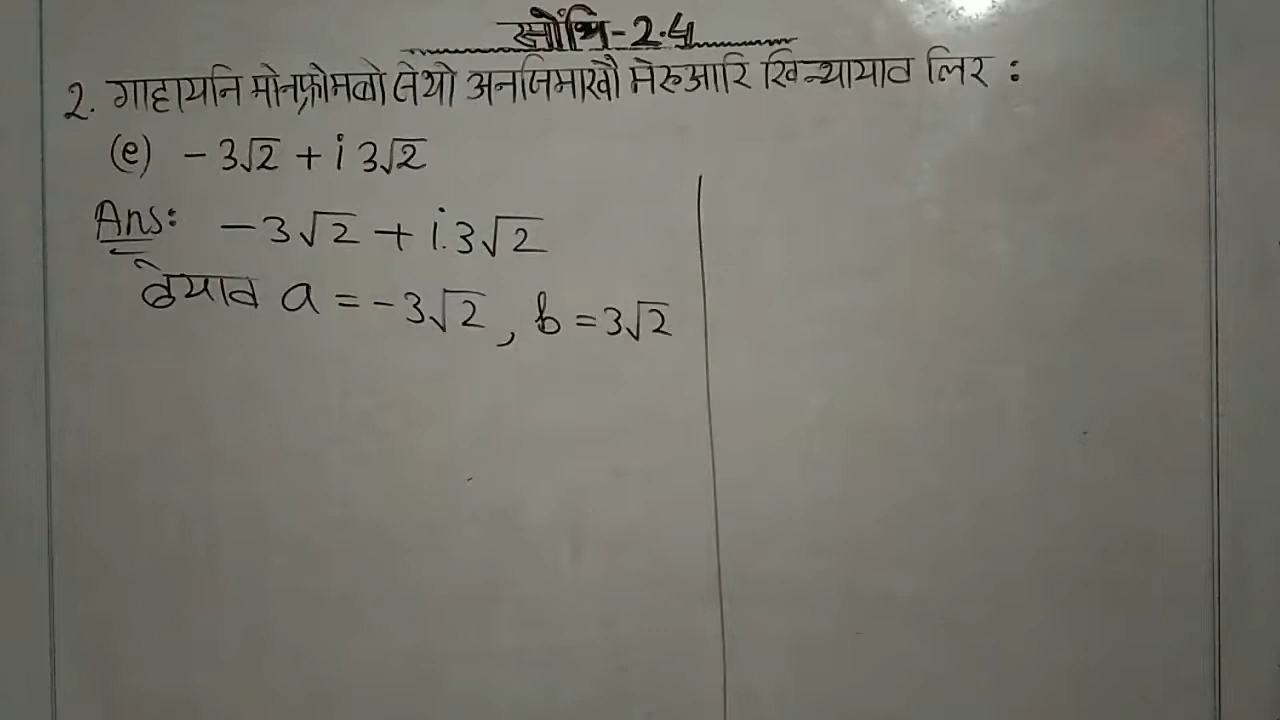 सोंथि-2.4
2. गाहायनि मोनफ्रोमबो लेथो अनजिमाखौ मेरुआरि खिन्थायाव लिर :
(e) - 3√2 + i 3√2
Ans: - 3√2 + i.3√2
बेयाव a = - 3√2 , b = 3√2